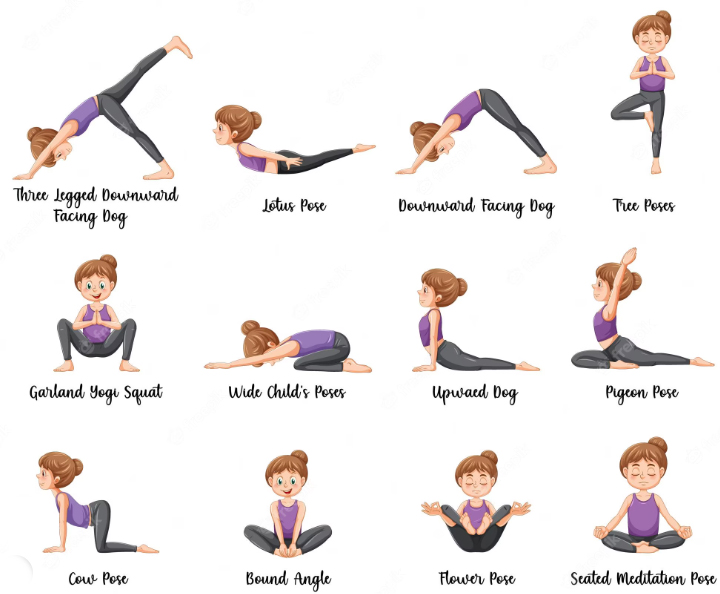 Three Legged Downward
Facing Dog
Lotus Pose
Downward Facing Dog
Tree Poses
Garland Yogi Squat
Wide Child's Poses
Upwaed Dog
Pigeon Pose
Cow Pose
Bound Angle
Flower Pose
Seated Meditation Pose